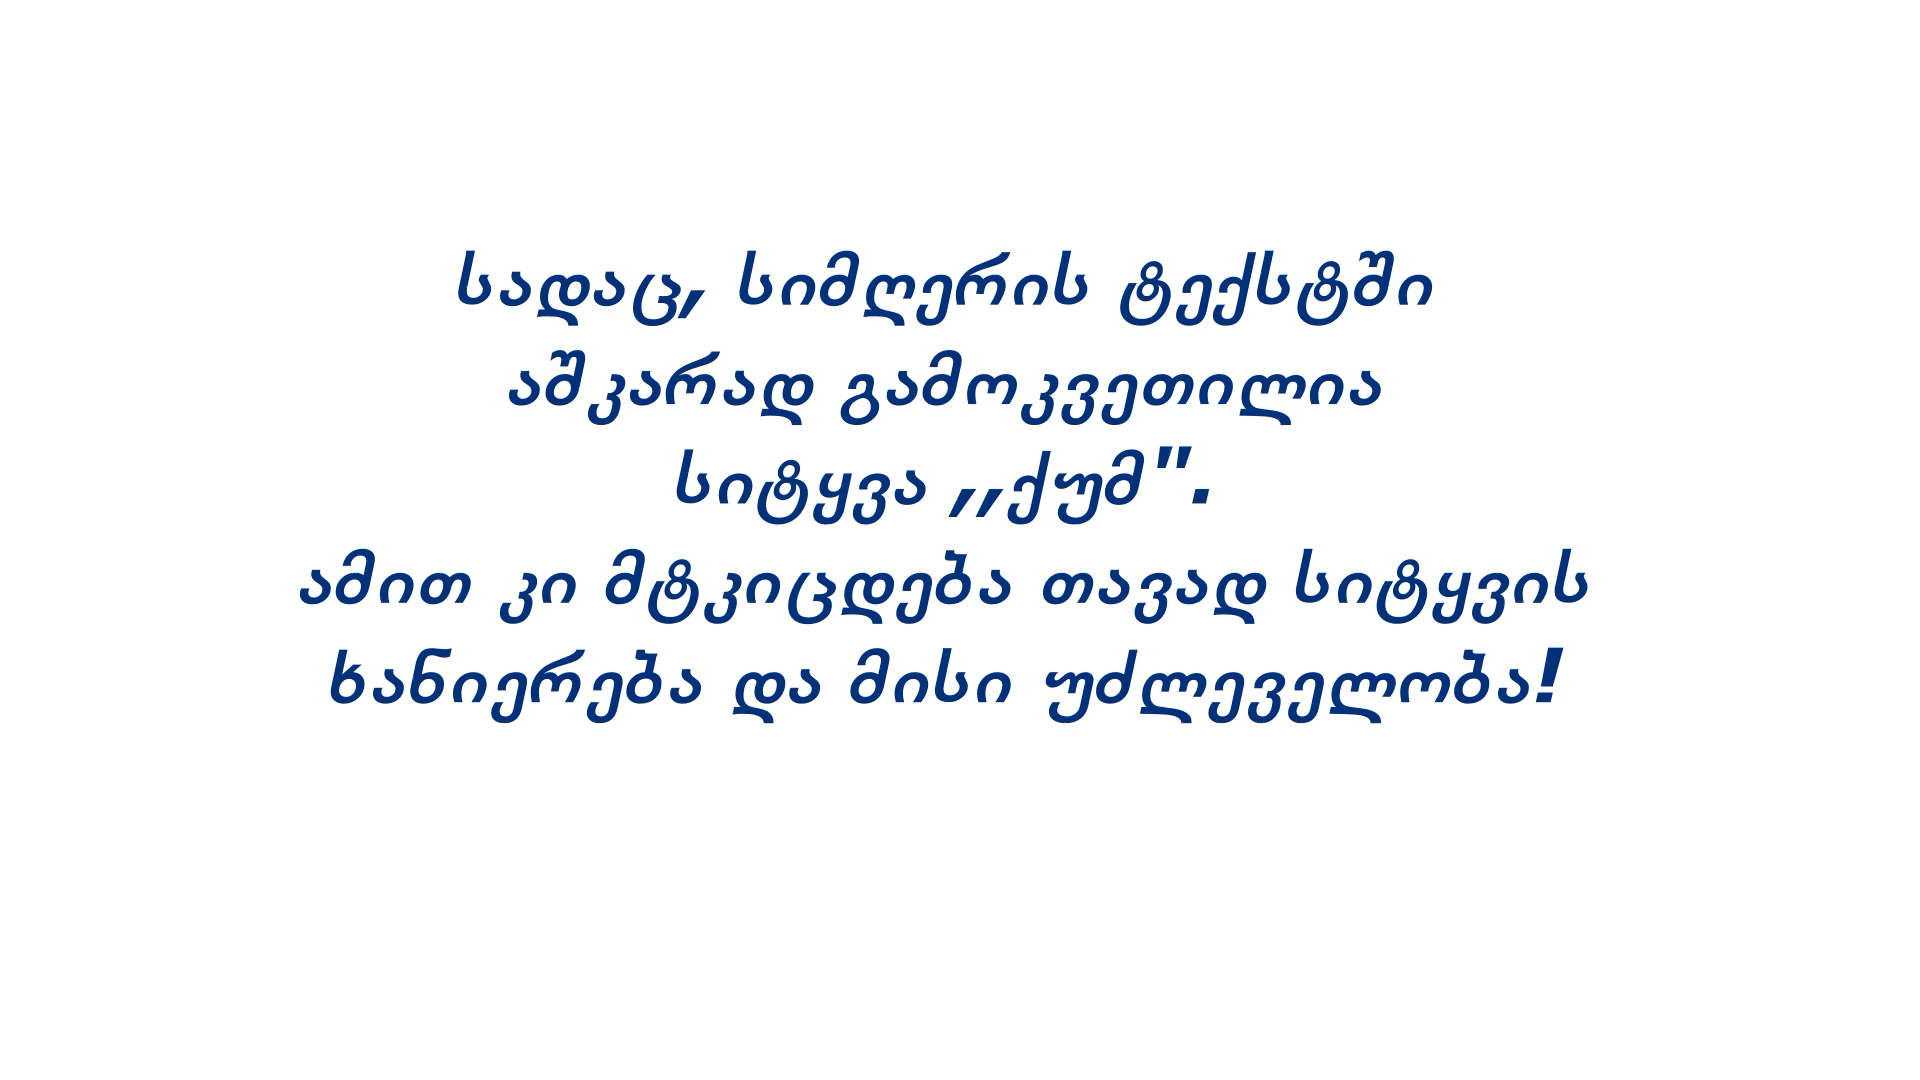 სადაც, სიმღერის ტექსტში
აშკარად გამოკვეთილია
სიტყვა ,,ქუმ".
ამით კი მტკიცდება თავად სიტყვის
ხანიერება და მისი უძლეველობა!